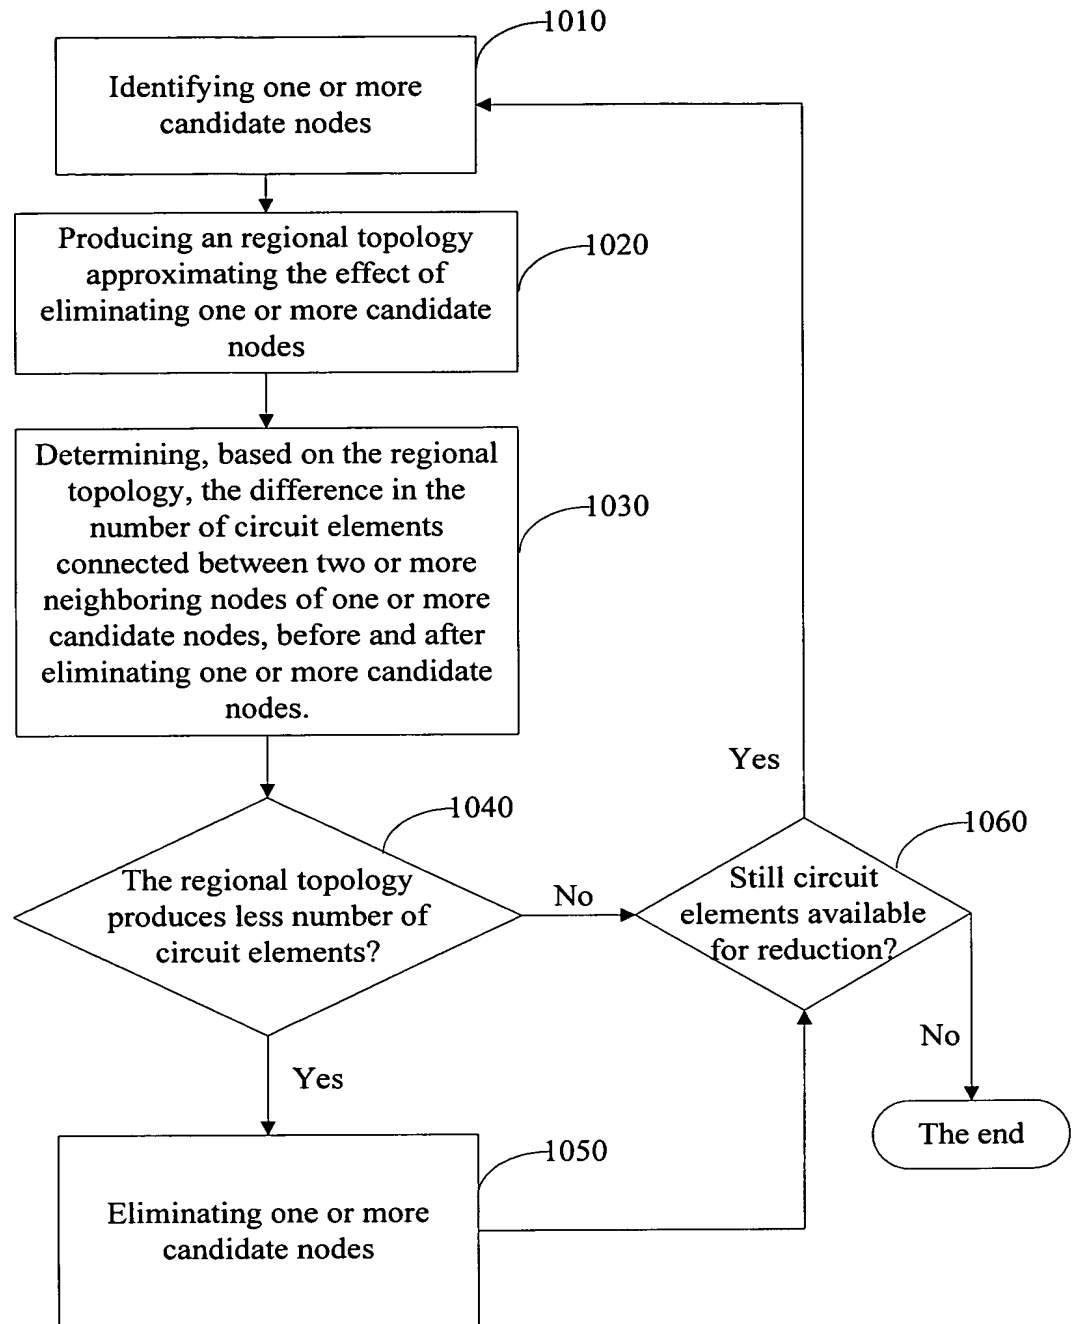 1010
Identifying one or more
candidate nodes
Producing an regional topology
approximating the effect of
eliminating one or more candidate
nodes
1020
Determining, based on the regional
topology, the difference in the
number of circuit elements
connected between two or more
neighboring nodes of one or more
candidate nodes, before and after
eliminating one or more candidate
nodes.
1030
Yes
1040
The regional topology
produces less number of
circuit elements?
No
1060
Still circuit
elements available
for reduction?
No
Yes
The end
1050
Eliminating one or more
candidate nodes